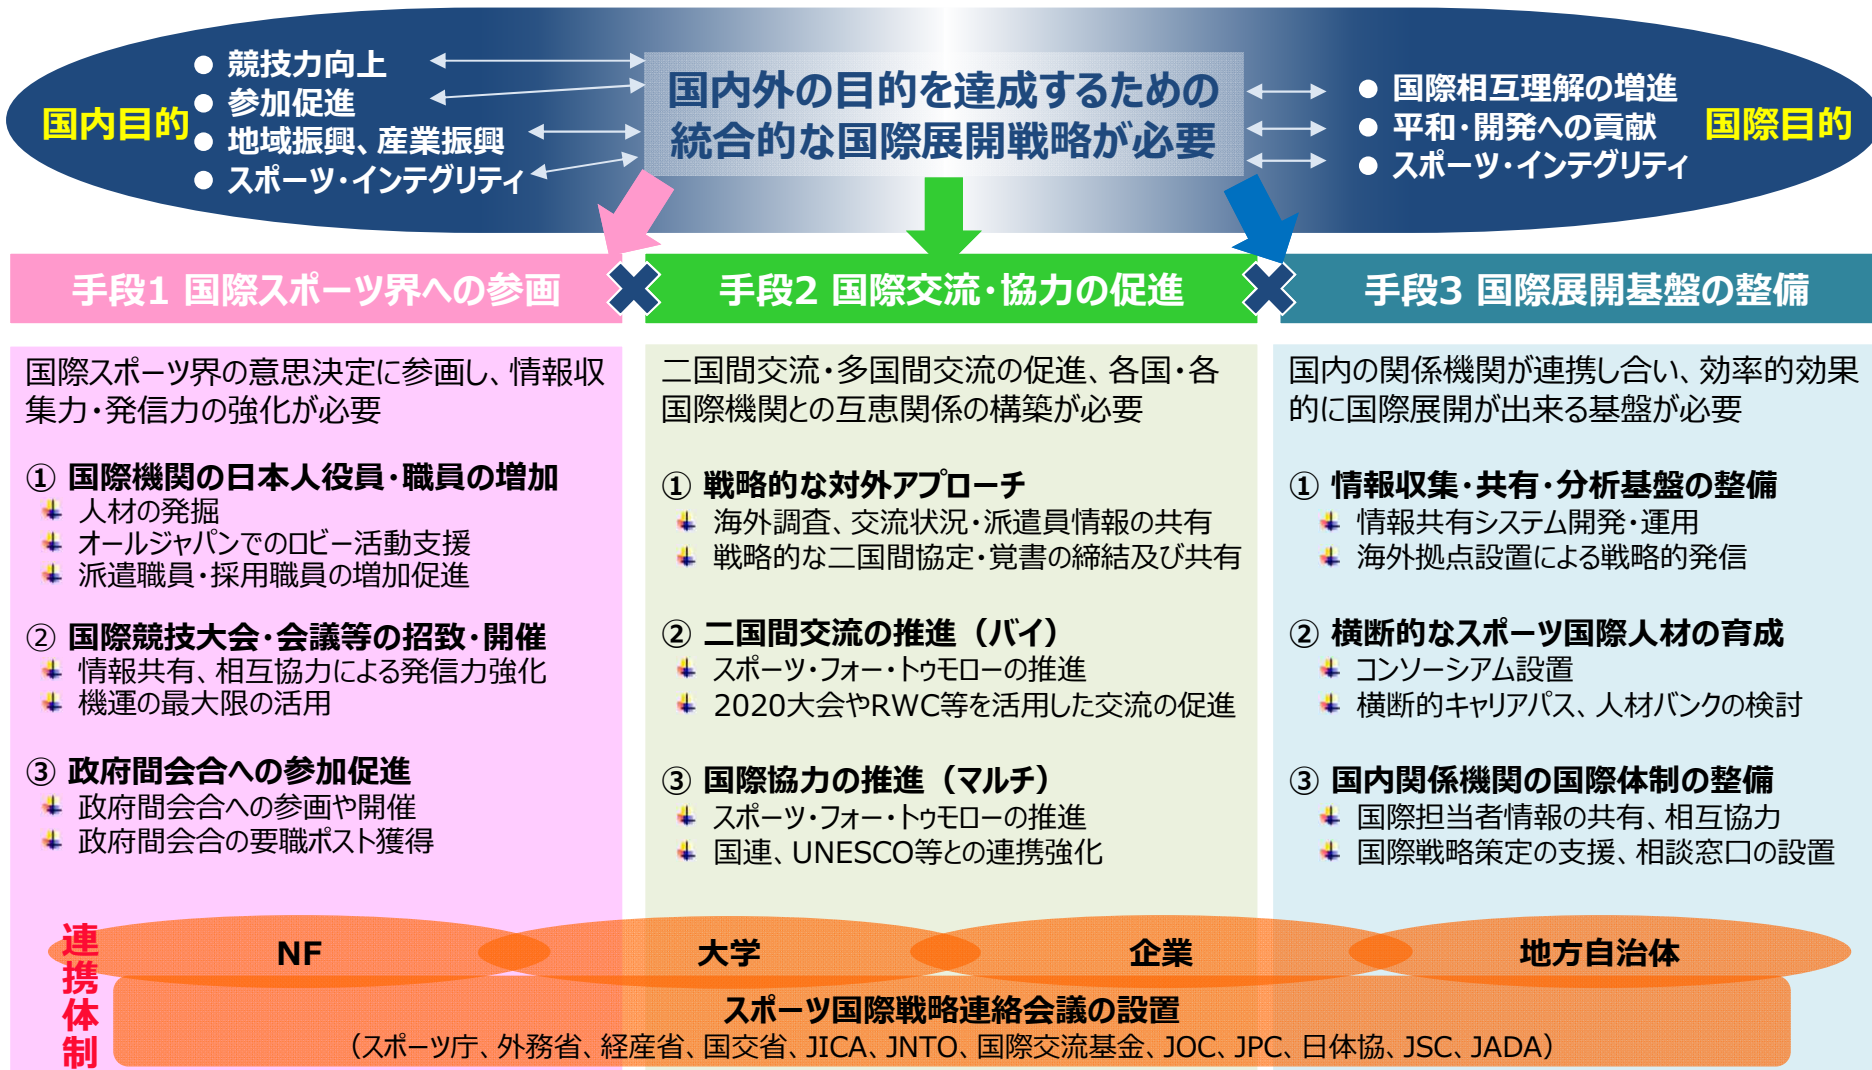 国内目的
● 競技力向上
● 参加促進
● 地域振興、産業振興
● スポーツ・インテグリティ
国内外の目的を達成するための
統合的な国際展開戦略が必要
● 国際相互理解の増進
● 平和・開発への貢献
● スポーツ・インテグリティ
国際目的
手段1 国際スポーツ界への参画
国際スポーツ界の意思決定に参画し、情報収
集力・発信力の強化が必要
① 国際機関の日本人役員・職員の増加
人材の発掘
オールジャパンでのロビー活動支援
派遣職員・採用職員の増加促進
② 国際競技大会・会議等の招致・開催
情報共有、相互協力による発信力強化
機運の最大限の活用
③ 政府間会合への参加促進
政府間会合への参画や開催
政府間会合の要職ポスト獲得
手段2 国際交流・協力の促進
二国間交流・多国間交流の促進、各国・各
国際機関との互恵関係の構築が必要
① 戦略的な対外アプローチ
海外調査、交流状況・派遣員情報の共有
戦略的な二国間協定・覚書の締結及び共有
② 二国間交流の推進（バイ）
スポーツ・フォー・トゥモローの推進
2020大会やRWC等を活用した交流の促進
③ 国際協力の推進（マルチ）
スポーツ・フォー・トゥモローの推進
国連、UNESCO等との連携強化
手段3 国際展開基盤の整備
国内の関係機関が連携し合い、効率的効果
的に国際展開が出来る基盤が必要
① 情報収集・共有・分析基盤の整備
情報共有システム開発・運用
海外拠点設置による戦略的発信
② 横断的なスポーツ国際人材の育成
コンソーシアム設置
横断的キャリアパス、人材バンクの検討
③ 国内関係機関の国際体制の整備
国際担当者情報の共有、相互協力
国際戦略策定の支援、相談窓口の設置
連携体制
NF
大学
企業
地方自治体
スポーツ国際戦略連絡会議の設置
（スポーツ庁、外務省、経産省、国交省、JICA、JNTO、国際交流基金、JOC、JPC、日体協、JSC、JADA）